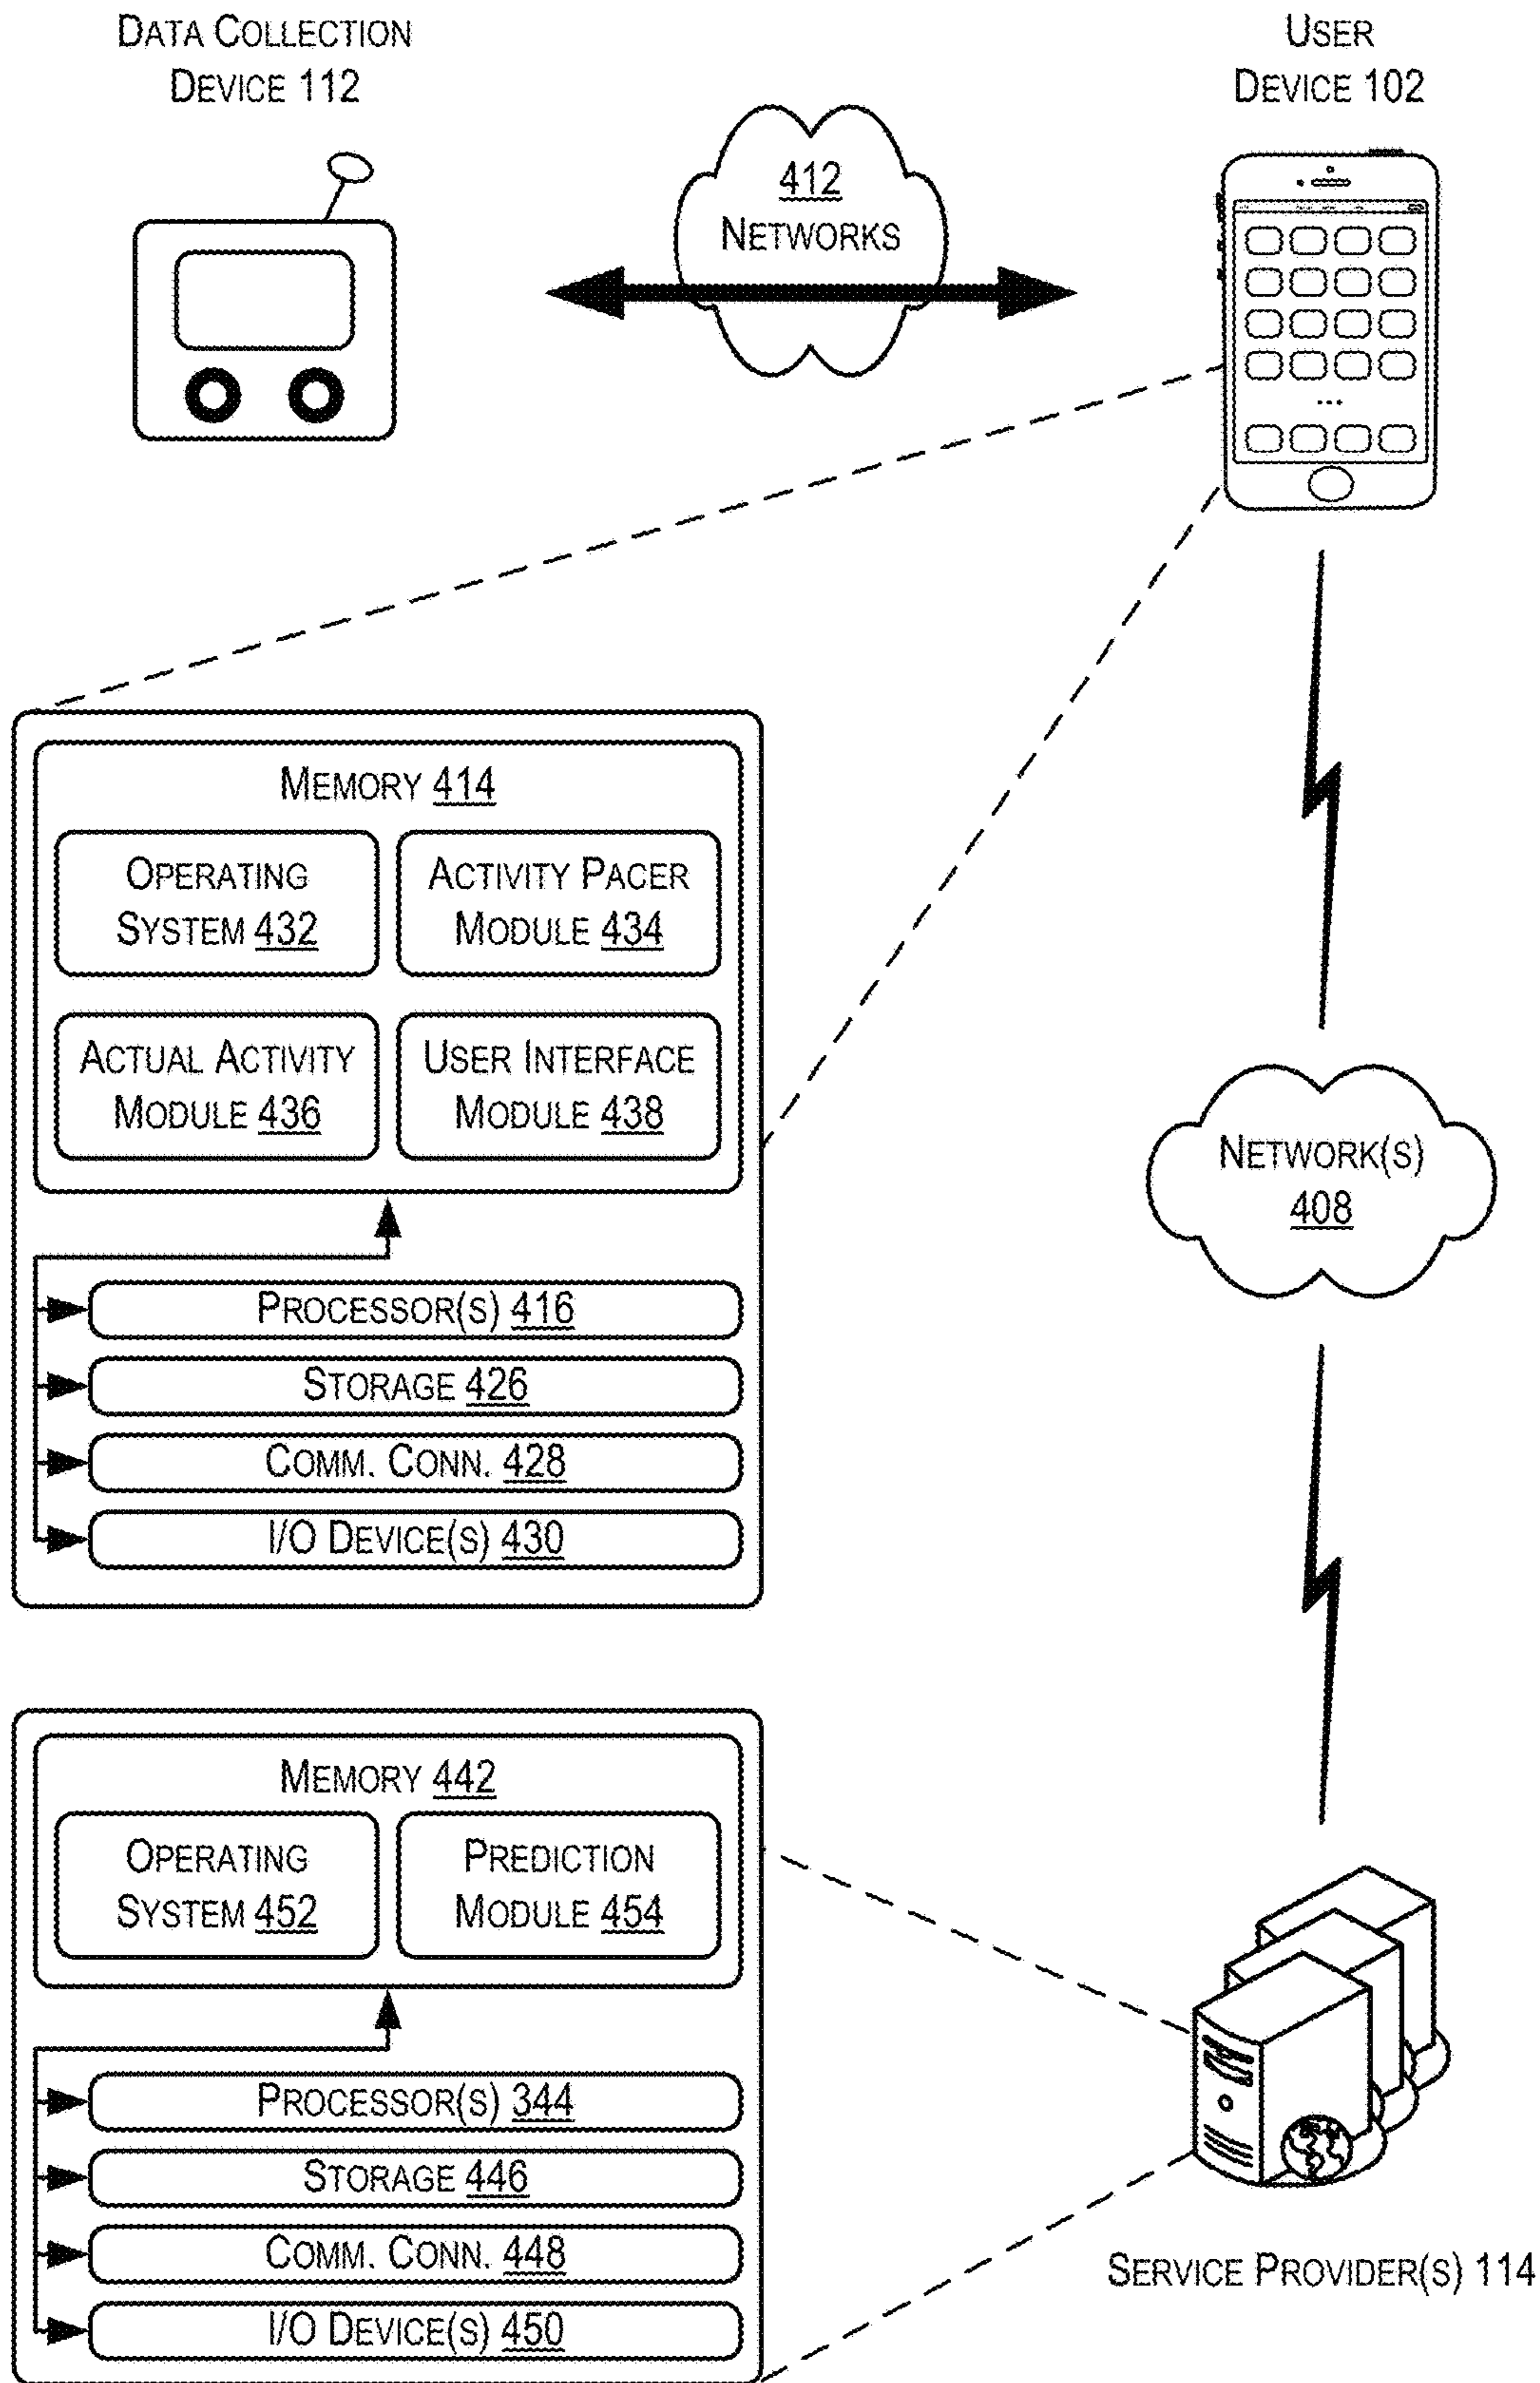 DATA COLLECTION
DEVICE 112
USER
DEVICE 102
412
NETWORKS
MEMORY 414
OPERATING
SYSTEM 432
ACTIVITY PACER
MODULE 434
ACTUAL ACTIVITY
MODULE 436
USER INTERFACE
MODULE 438
PROCESSOR(S) 416
STORAGE 426
COMM. CONN. 428
I/O DEVICE(S) 430
NETWORK(S)
408
MEMORY 442
OPERATING
SYSTEM 452
PREDICTION
MODULE 454
PROCESSOR(S) 344
STORAGE 446
COMM. CONN. 448
I/O DEVICE(S) 450
SERVICE PROVIDER(S) 114